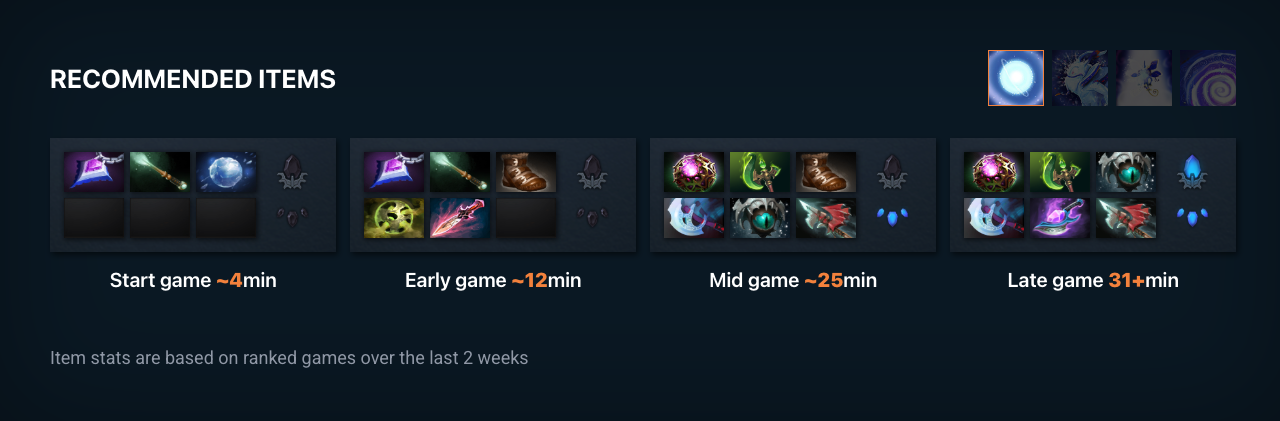 RECOMMENDED ITEMS
Start game ~4min
Early game ~12min
Mid game ~25min
Late game 31+min
Item stats are based on ranked games over the last 2 weeks